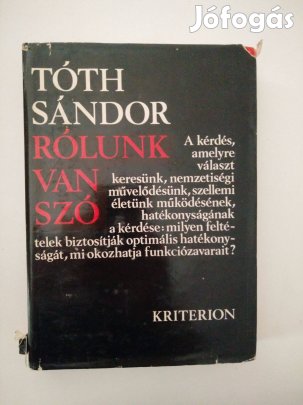 Jófogás
TÓTH
SÁNDOR
RÓLUNK
VAN
SZÓ
A kérdés,
amelyre
választ
keresünk, nemzetiségi
művelődésünk, szellemi
életünk működésének,
hatékonyságának
a kérdése: milyen felté-
telek biztosítják optimális hatékony-
ságát, mi okozhatja funkciózavarait?
KRITERION